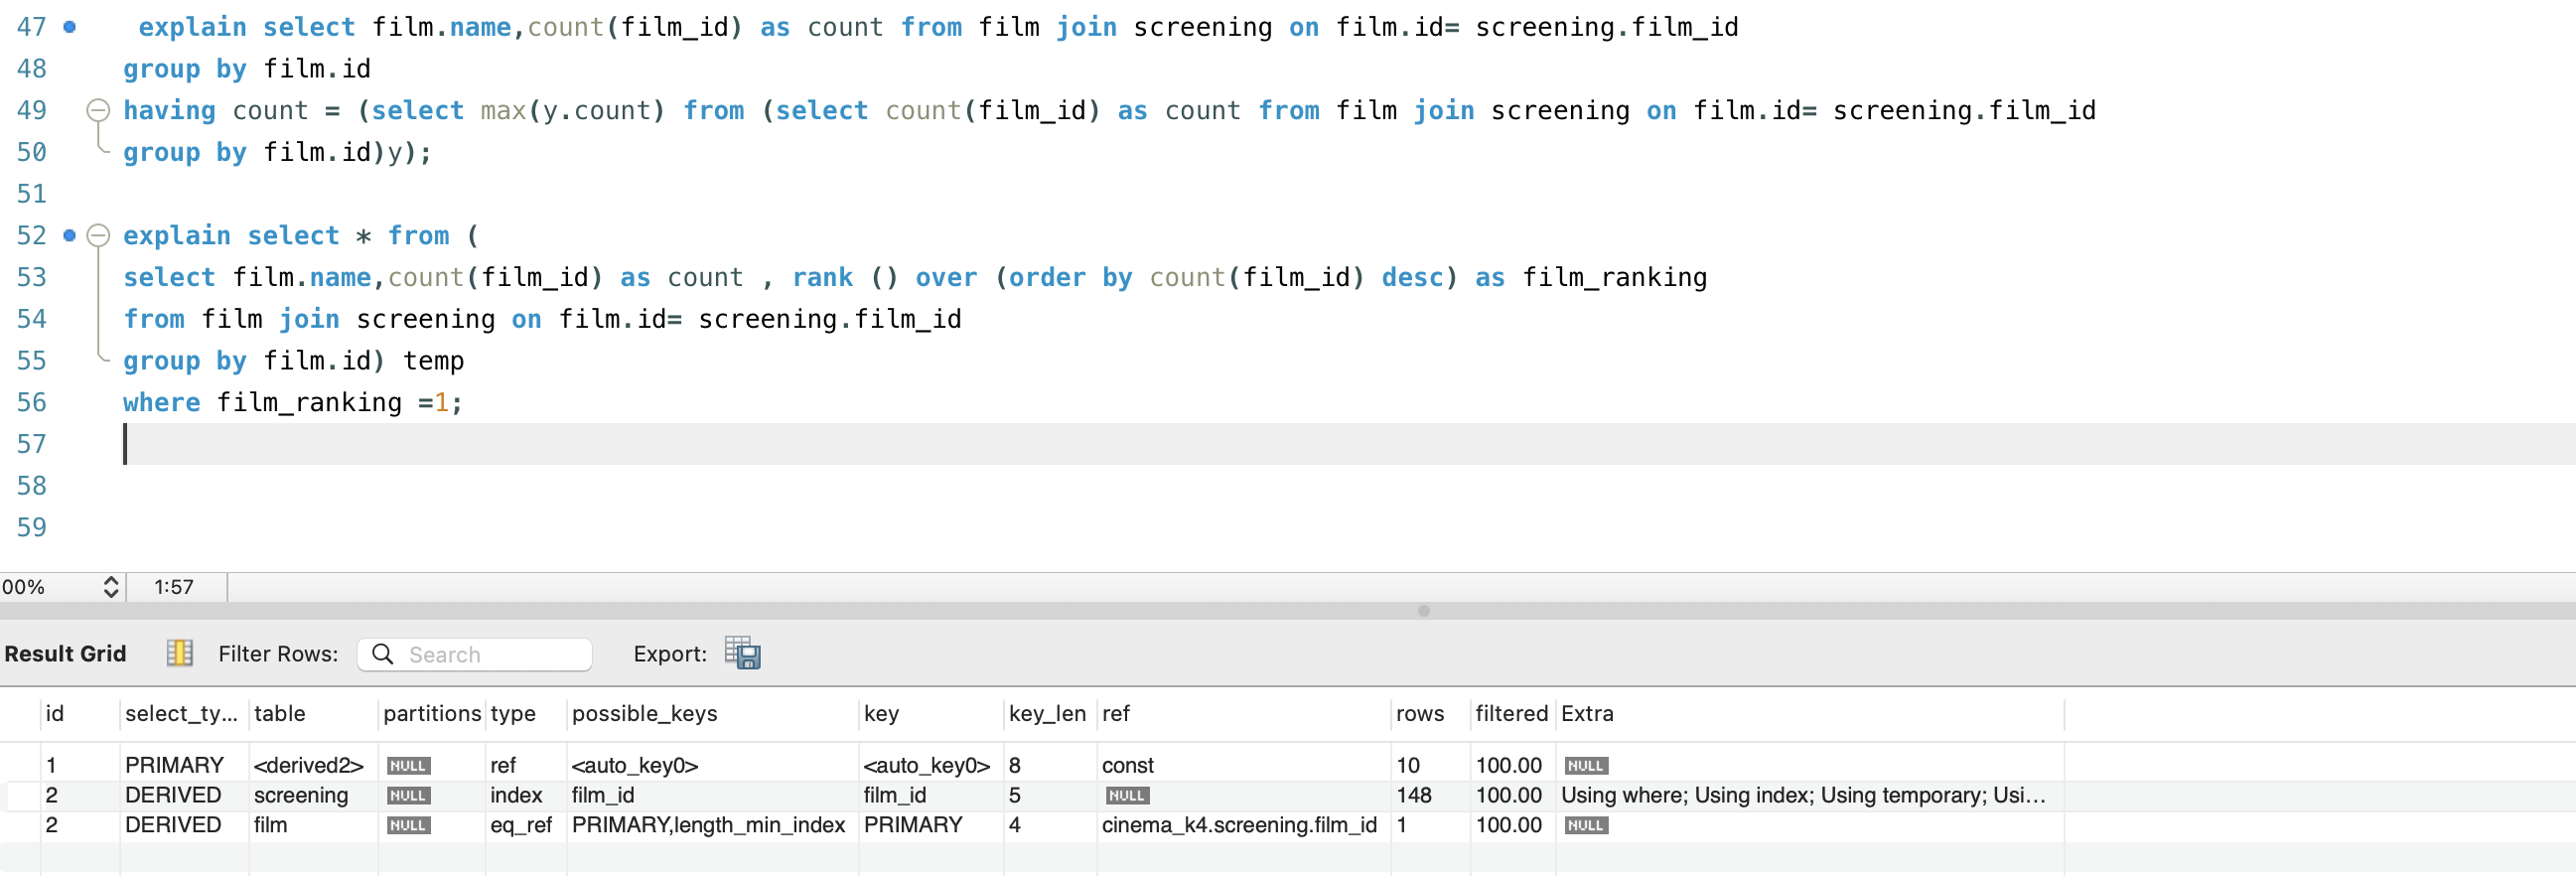 47 explain select film.name,count(film_id) as count from film join screening on film.id= screening.film_id
48 group by film.id
49 having count = (select max(y.count) from (select count(film_id) as count from film join screening on film.id= screening.film_id
50 group by film.id)y);
51
52 explain select * from (
53 select film.name,count(film_id) as count , rank () over (order by count(film_id) desc) as film_ranking
54 from film join screening on film.id= screening.film_id
55 group by film.id) temp
56 where film_ranking =1;
57
58
59
00% 1:57
Result Grid Filter Rows: Search Export:
id select_ty... table partitions type possible_keys key key_len ref rows filtered Extra
1 PRIMARY <derived2> NULL ref <auto_key0> <auto_key0> 8 const 10 100.00 NULL
2 DERIVED screening NULL index film_id film_id 5 NULL 148 100.00 Using where; Using index; Using temporary; Usi...
2 DERIVED film NULL eq_ref PRIMARY,length_min_index PRIMARY 4 cinema_k4.screening.film_id 1 100.00 NULL